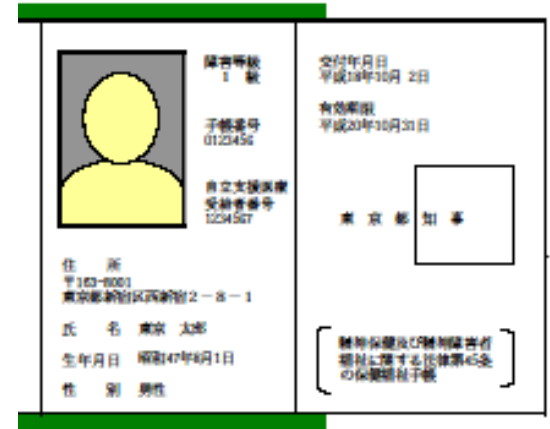 障害等級
1 級
手帳番号
0123456
自立支援医療
受給者番号
1234567
住 所
〒163-8001
東京都新宿区西新宿2-8-1
氏 名 東京 太郎
生年月日 昭和47年8月1日
性 別 男性
交付年月日
平成18年10月 2日
有効期限
平成20年10月31日
東京都知事
精神保健及び精神障害者
福祉に関する法律第45条
の保健福祉手帳